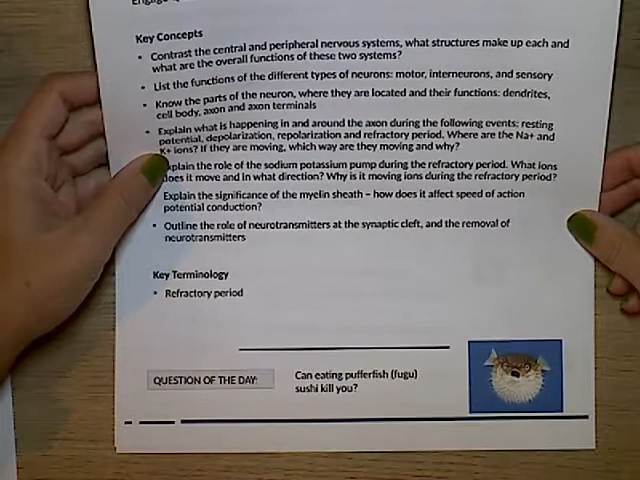 Key Concepts
• Contrast the central and peripheral nervous systems, what structures make up each and
what are the overall functions of these two systems?
• List the functions of the different types of neurons: motor, interneurons, and sensory
• Know the parts of the neuron, where they are located and their functions: dendrites,
cell body, axon and axon terminals
• Explain what is happening in and around the axon during the following events: resting
potential, depolarization, repolarization and refractory period. Where are the Na+ and
K+ ions? If they are moving, which way are they moving and why?
plain the role of the sodium potassium pump during the refractory period. What ions
does it move and in what direction? Why is it moving ions during the refractory period?
Explain the significance of the myelin sheath – how does it affect speed of action
potential conduction?
• Outline the role of neurotransmitters at the synaptic cleft, and the removal of
neurotransmitters
Key Terminology
• Refractory period
QUESTION OF THE DAY:
Can eating pufferfish (fugu)
sushi kill you?